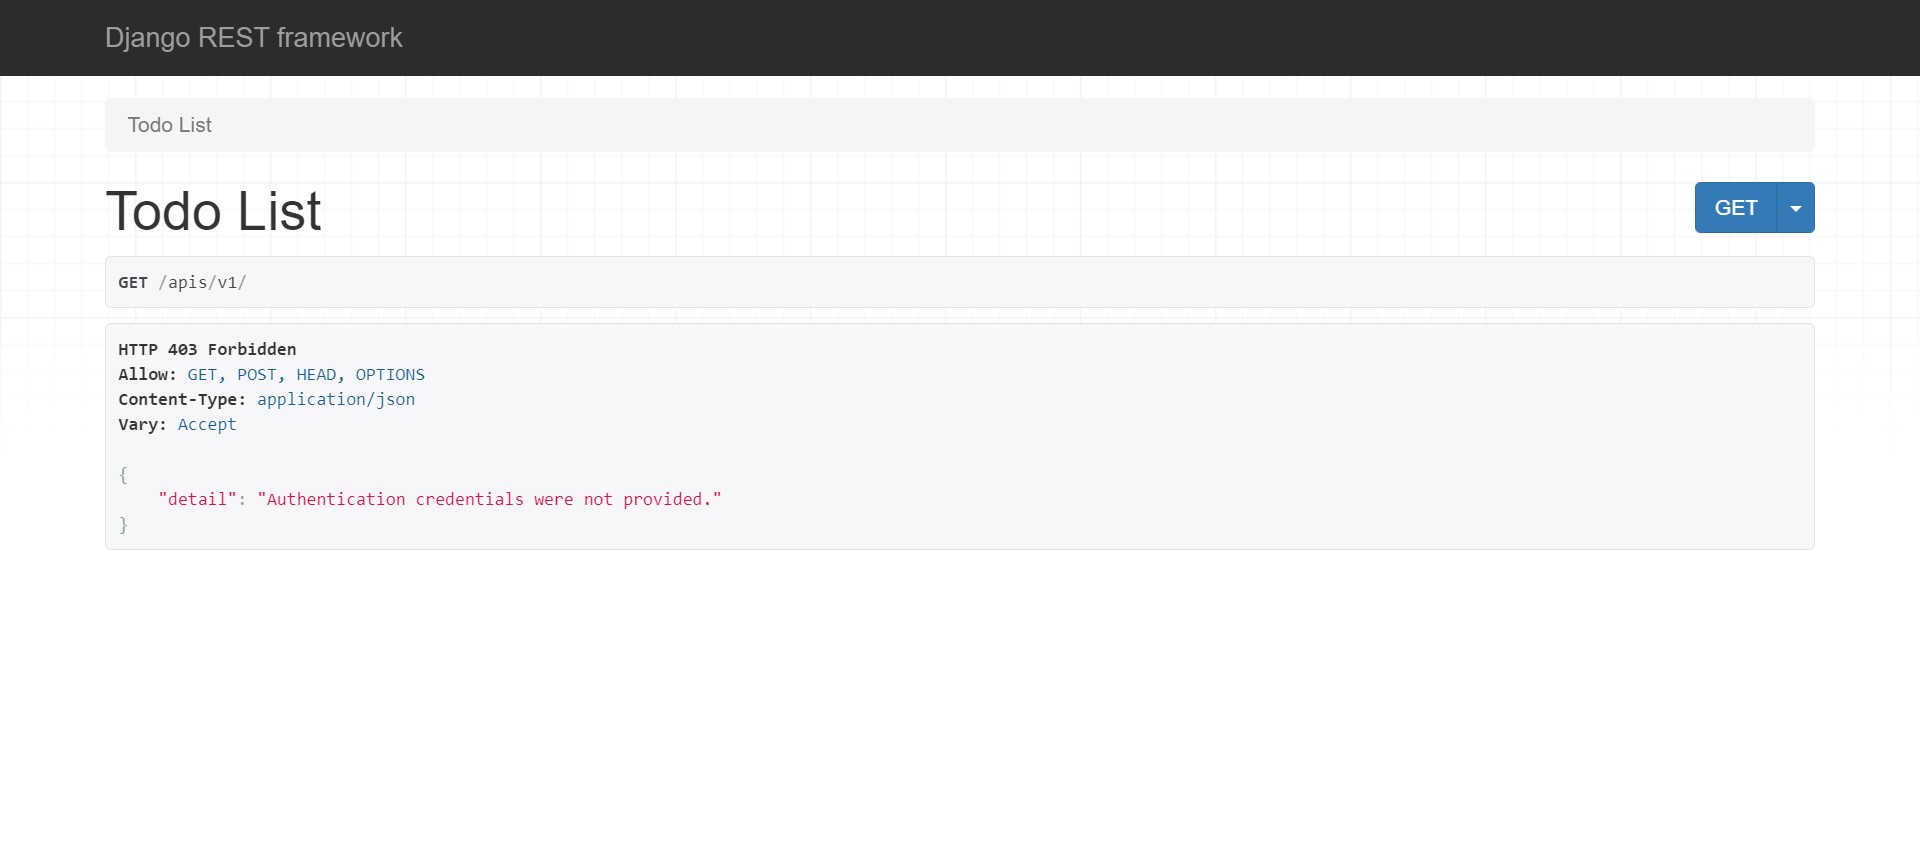 Django REST framework
Todo List
Todo List
GET
GET /apis/v1/
HTTP 403 Forbidden
Allow: GET, POST, HEAD, OPTIONS
Content-Type: application/json
Vary: Accept
{
    "detail": "Authentication credentials were not provided."
}